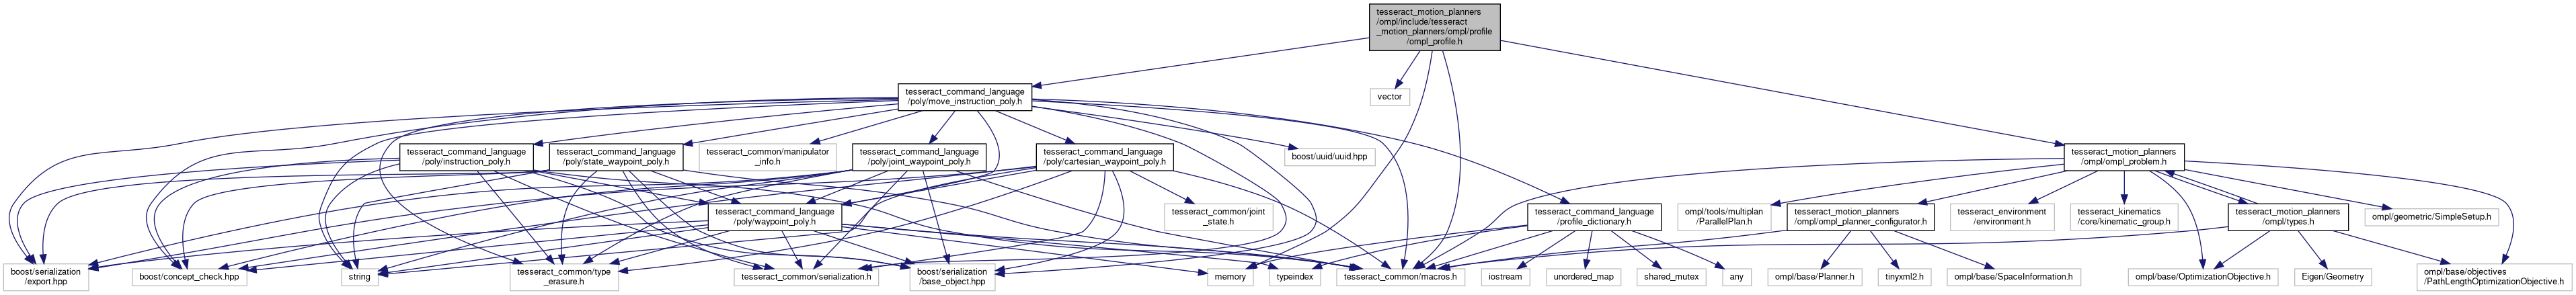 tesseract_motion_planners
/ompl/include/tesseract
_motion_planners/ompl/profile
/ompl_profile.h
tesseract_command_language
/poly/move_instruction_poly.h
vector
tesseract_command_language
/poly/instruction_poly.h
tesseract_command_language
/poly/state_waypoint_poly.h
tesseract_common/manipulator
_info.h
tesseract_command_language
/poly/joint_waypoint_poly.h
tesseract_command_language
/poly/cartesian_waypoint_poly.h
boost/uuid/uuid.hpp
tesseract_motion_planners
/ompl/ompl_problem.h
tesseract_command_language
/poly/waypoint_poly.h
tesseract_common/joint
_state.h
tesseract_command_language
/profile_dictionary.h
ompl/tools/multiplan
/ParallelPlan.h
tesseract_motion_planners
/ompl/ompl_planner_configurator.h
tesseract_environment
/environment.h
tesseract_kinematics
/core/kinematic_group.h
tesseract_motion_planners
/ompl/types.h
ompl/geometric/SimpleSetup.h
boost/serialization
/export.hpp
boost/concept_check.hpp
string
tesseract_common/type
_erasure.h
tesseract_common/serialization.h
boost/serialization
/base_object.hpp
memory
typeindex
tesseract_common/macros.h
iostream
unordered_map
shared_mutex
any
ompl/base/Planner.h
tinyxml2.h
ompl/base/SpaceInformation.h
ompl/base/OptimizationObjective.h
Eigen/Geometry
ompl/base/objectives
/PathLengthOptimizationObjective.h